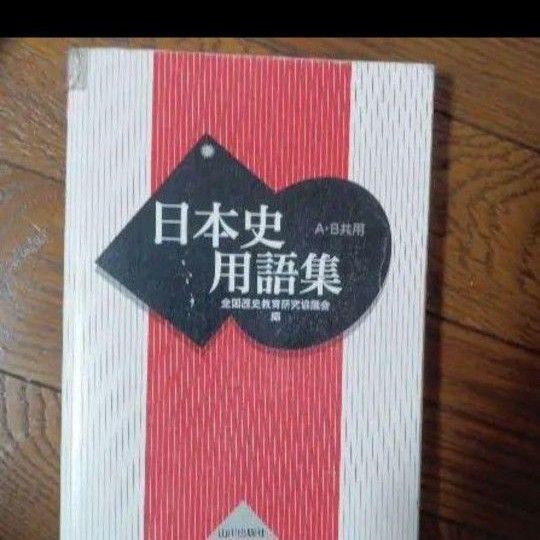 日本史
A・B共用
用語集
全国歴史教育研究協議会
編
山川出版社